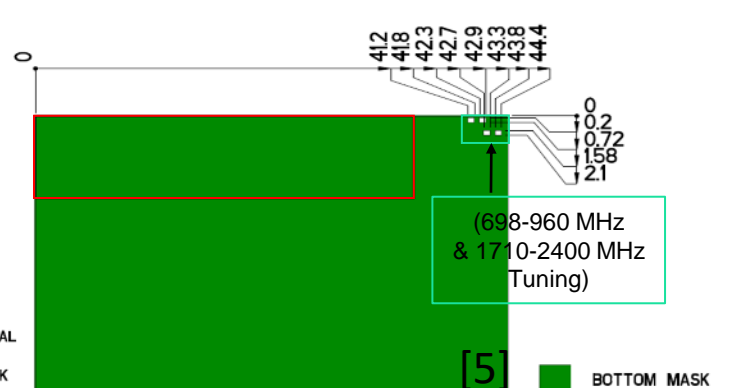 0
41.2
41.8
42.3
42.7
42.9
43.3
43.8
44.4
0
0.2
0.72
1.58
2.1
(698-960 MHz
& 1710-2400 MHz
Tuning)
AL
K
[5]
BOTTOM MASK